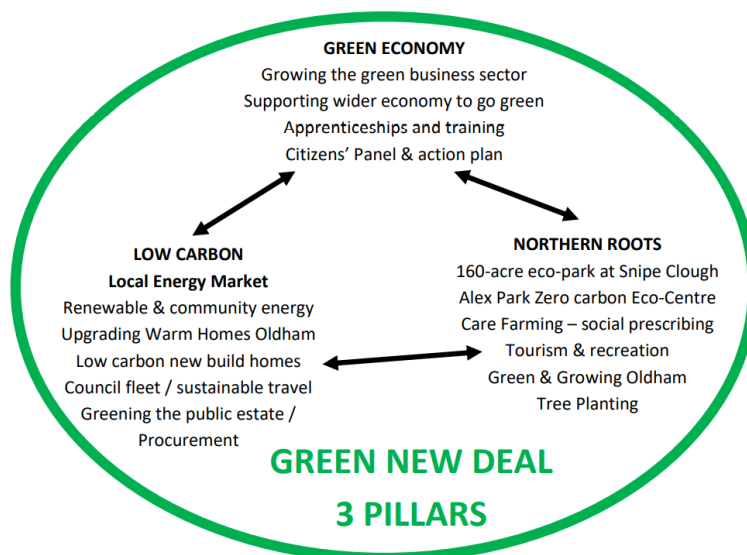 GREEN ECONOMY
Growing the green business sector
Supporting wider economy to go green
Apprenticeships and training
Citizens’ Panel & action plan
LOW CARBON
Local Energy Market
Renewable & community energy
Upgrading Warm Homes Oldham
Low carbon new build homes
Council fleet / sustainable travel
Greening the public estate /
Procurement
NORTHERN ROOTS
160-acre eco-park at Snipe Clough
Alex Park Zero carbon Eco-Centre
Care Farming – social prescribing
Tourism & recreation
Green & Growing Oldham
Tree Planting
GREEN NEW DEAL
3 PILLARS